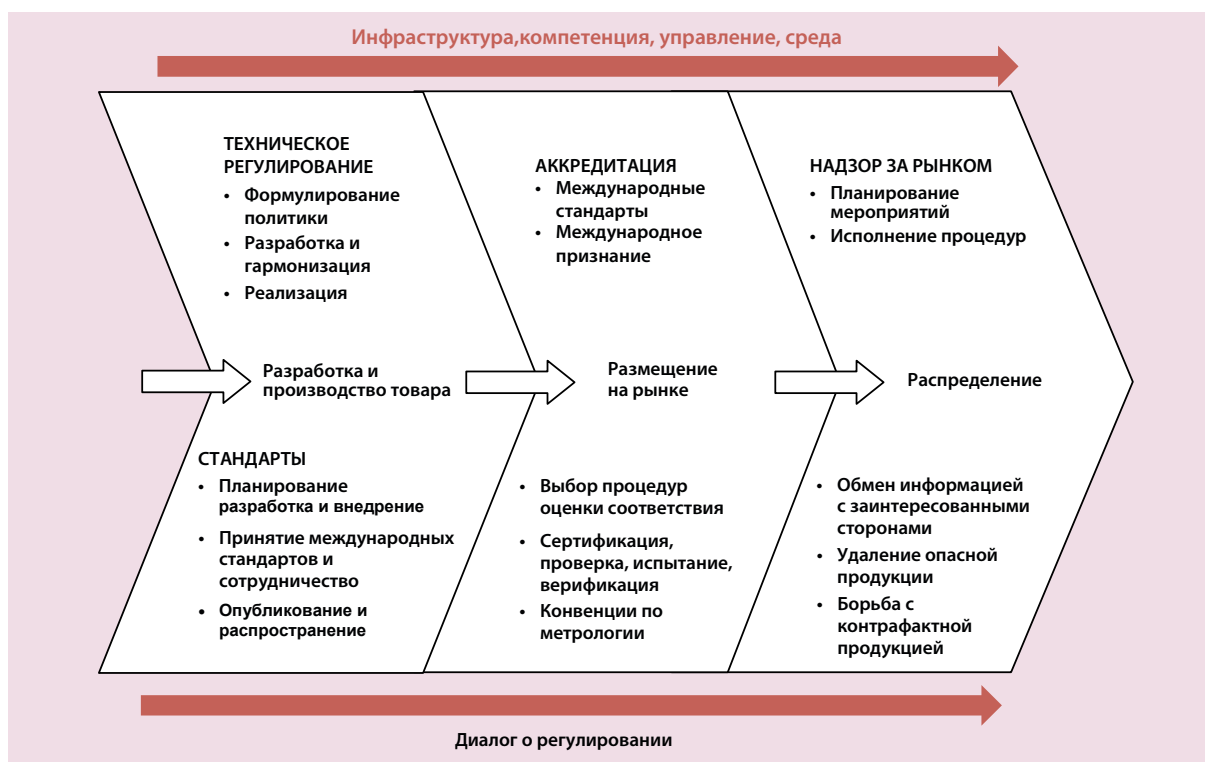 Инфраструктура,компетенция, управление, среда
ТЕХНИЧЕСКОЕ
РЕГУЛИРОВАНИЕ
• Формулирование
политики
• Разработка и
гармонизация
• Реализация
АККРЕДИТАЦИЯ
• Международные
стандарты
• Международное
признание
НАДЗОР ЗА РЫНКОМ
• Планирование
мероприятий
• Исполнение процедур
Разработка и
производство товара
Размещение
на рынке
Распределение
СТАНДАРТЫ
• Планирование
разработка и внедрение
• Принятие международных
стандартов и
сотрудничество
• Опубликование и
распространение
• Выбор процедур
оценки соответствия
• Сертификация,
проверка, испытание,
верификация
• Конвенции по
метрологии
• Обмен информацией
с заинтересованными
сторонами
• Удаление опасной
продукции
• Борьба с
контрафактной
продукцией
Диалог о регулировании